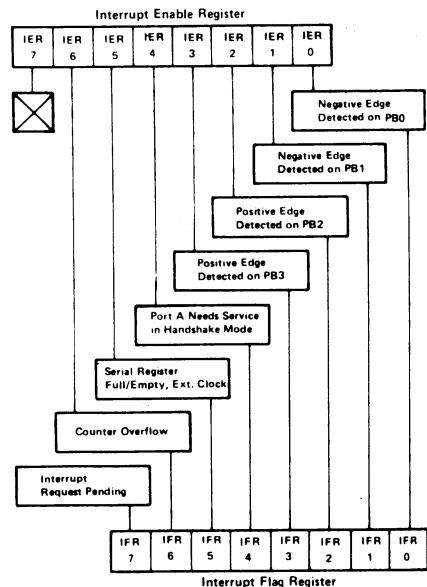 Interrupt Enable Register
IER 7 IER 6 IER 5 IER 4 IER 3 IER 2 IER 1 IER 0
Negative Edge
Detected on PB0
Negative Edge
Detected on PB1
Positive Edge
Detected on PB2
Positive Edge
Detected on PB3
Port A Needs Service
in Handshake Mode
Serial Register
Full/Empty, Ext. Clock
Counter Overflow
Interrupt
Request Pending
IFR 7 IFR 6 IFR 5 IFR 4 IFR 3 IFR 2 IFR 1 IFR 0
Interrupt Flag Register